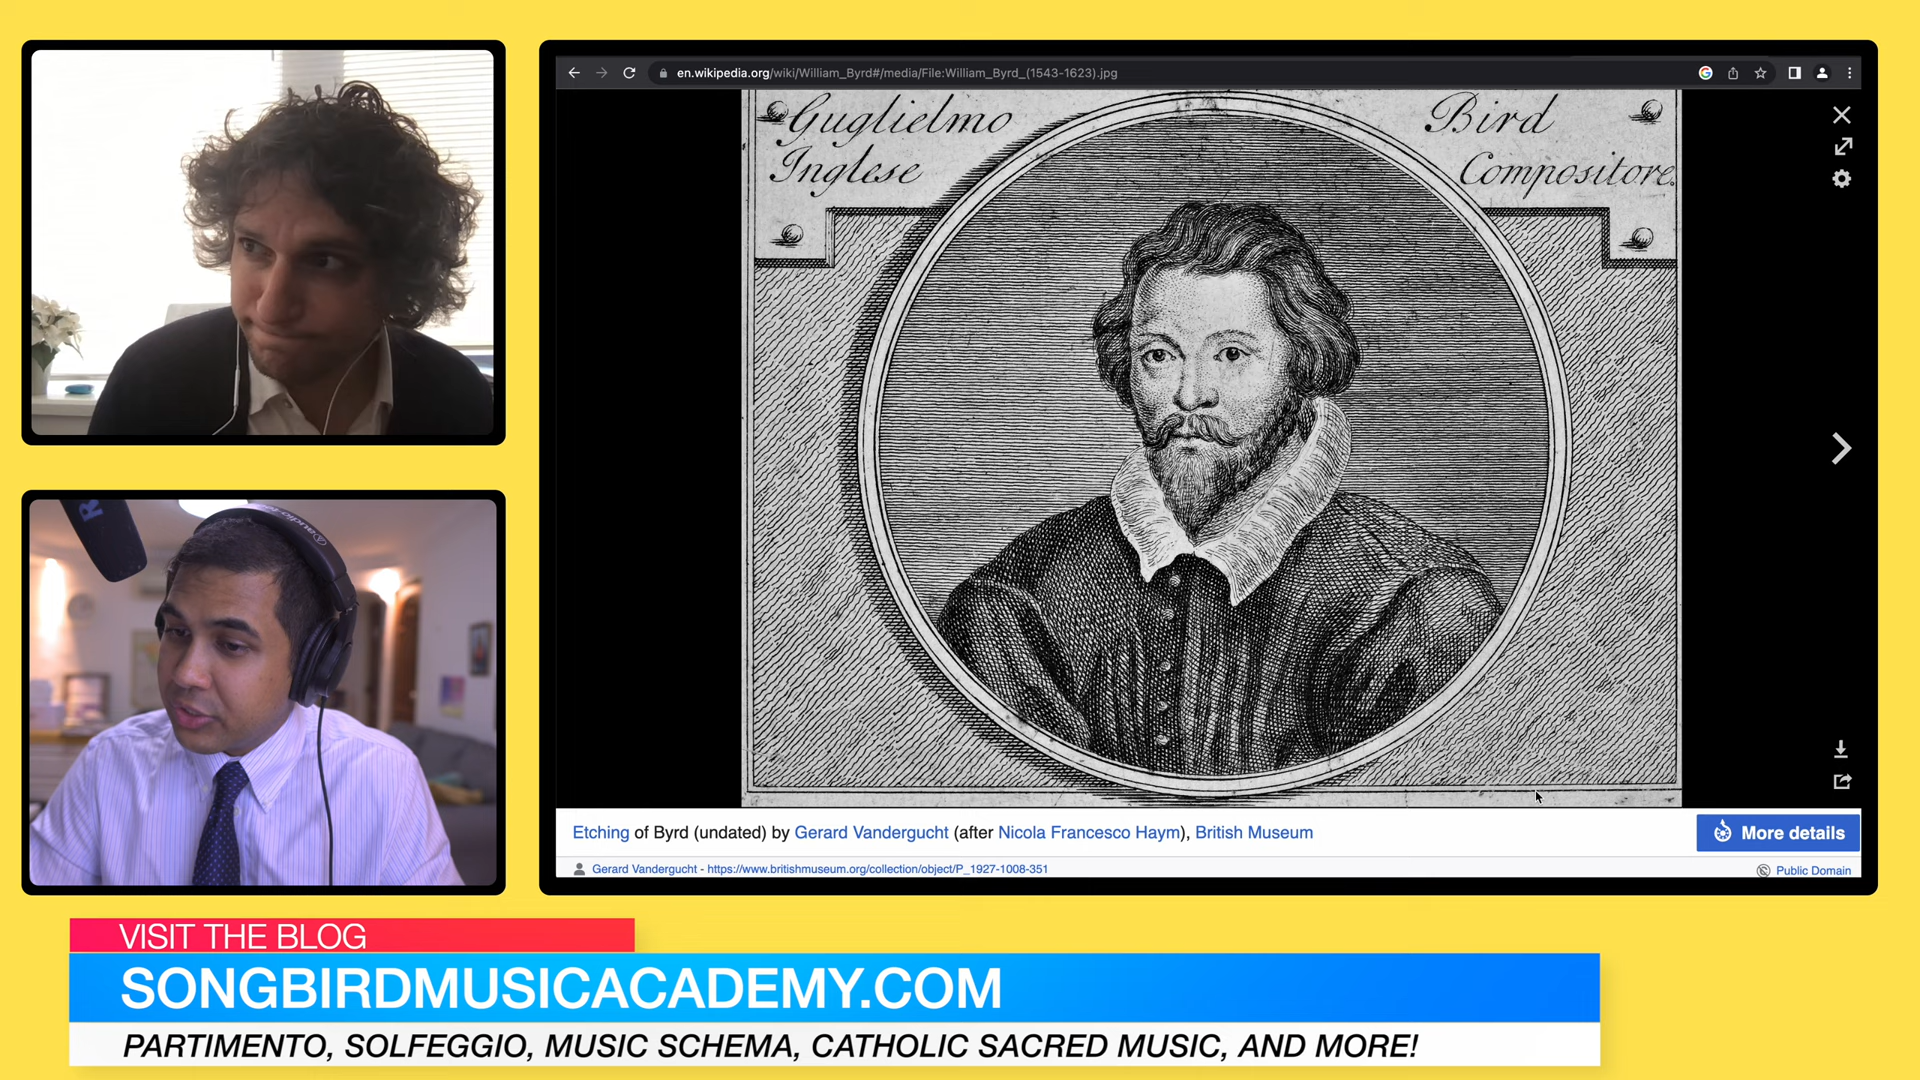 en.wikipedia.org/wiki/William_Byrd#/media/File:William_Byrd_(1543-1623).jpg
Guglielmo Bird
Inglese Compositore.
audio-technica
Etching of Byrd (undated) by Gerard Vandergucht (after Nicola Francesco Haym), British Museum
More details
Gerard Vandergucht - https://www.britishmuseum.org/collection/object/P_1927-1008-351
Public Domain
VISIT THE BLOG
SONGBIRDMUSICACADEMY.COM
PARTIMENTO, SOLFEGGIO, MUSIC SCHEMA, CATHOLIC SACRED MUSIC, AND MORE!